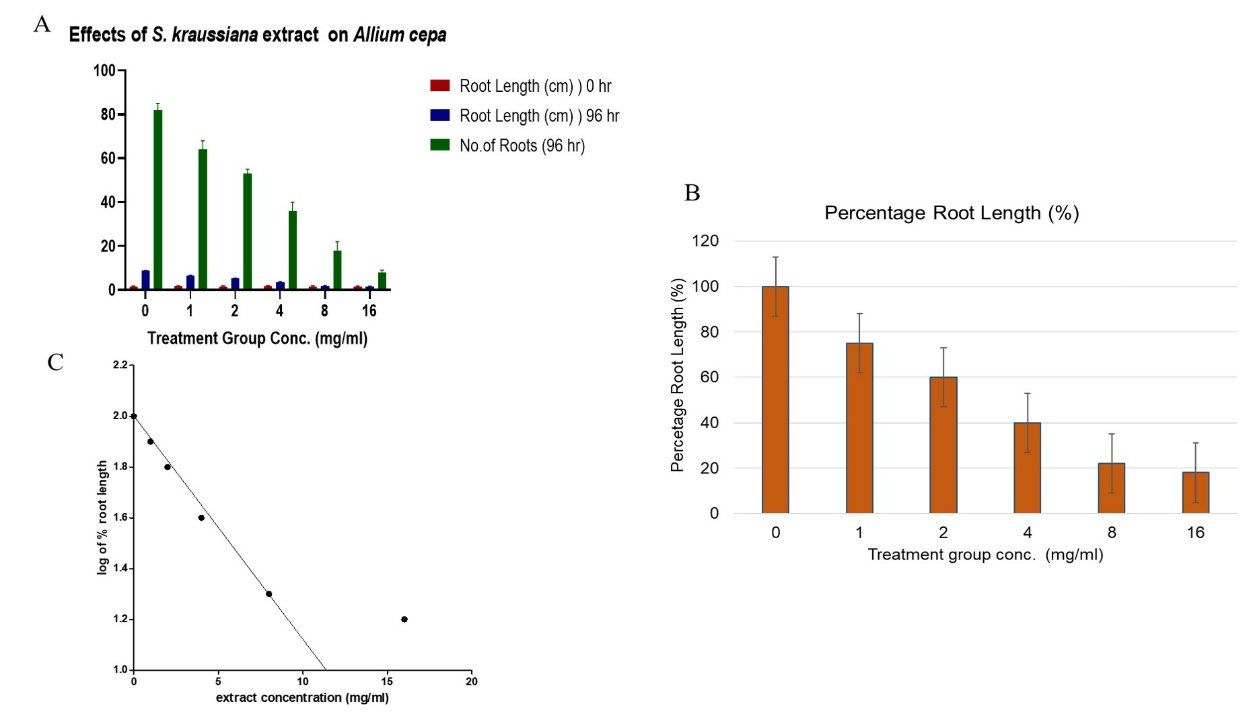 A
Effects of S. kraussiana extract on Allium cepa
100
80
60
40
20
0
0 1 2 4 8 16
Treatment Group Conc. (mg/ml)
Root Length (cm) ) 0 hr
Root Length (cm) ) 96 hr
No.of Roots (96 hr)
B
Percentage Root Length (%)
Percetage Root Length (%)
120
100
80
60
40
20
0
0 1 2 4 8 16
Treatment group conc. (mg/ml)
C
log of % root length
2.2
2.0
1.8
1.6
1.4
1.2
1.0
0 5 10 15 20
extract concentration (mg/ml)